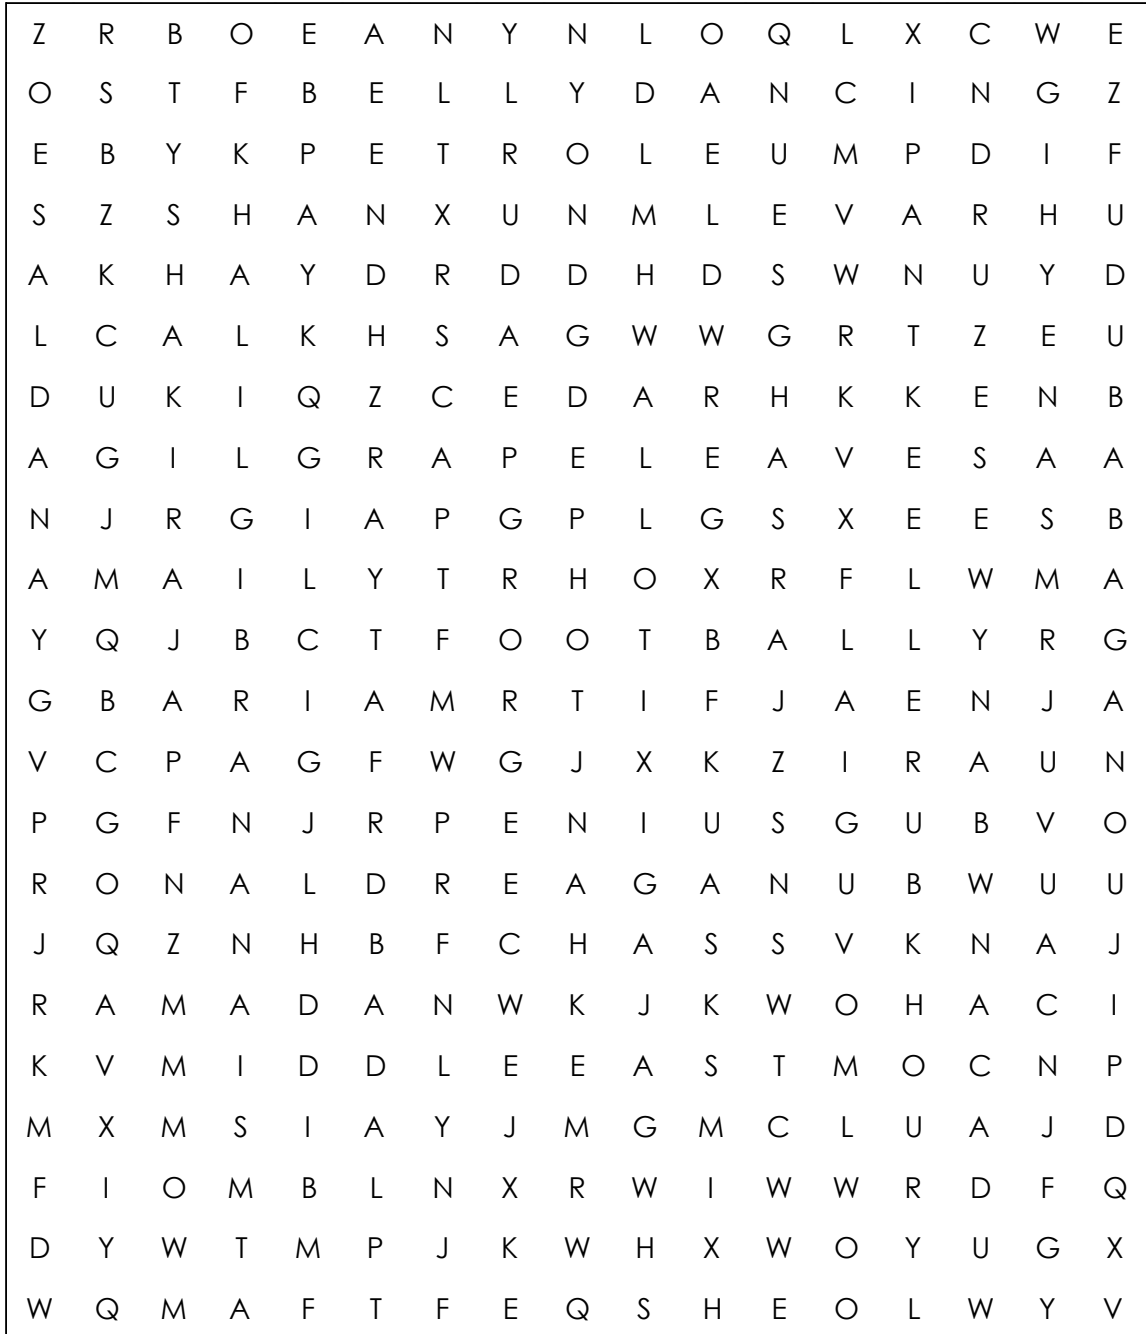 Z R B O E A N Y N L O Q L X C W E
O S T F B E L L Y D A N C I N G Z
E B Y K P E T R O L E U M P D I F
S Z S H A N X U N M L E V A R H U
A K H A Y D R D D H D S W N U Y D
L C A L K H S A G W W G R T Z E U
D U K I Q Z C E D A R H K K E N B
A G I L G R A P E L E A V E S A A
N J R G I A P G P L G S X E E S B
A M A I L Y T R H O X R F L W M A
Y Q J B C T F O O T B A L L Y R G
G B A R I A M R T I F J A E N J A
V C P A G F W G J X K Z I R A U N
P G F N J R P E N I U S G U B V O
R O N A L D R E A G A N U B W U U
J Q Z N H B F C H A S S V K N A J
R A M A D A N W K J K W O H A C I
K V M I D D L E E A S T M O C N P
M X M S I A Y J M G M C L U A J D
F I O M B L N X R W I W W R D F Q
D Y W T M P J K W H X W O Y U G X
W Q M A F T F E Q S H E O L W Y V